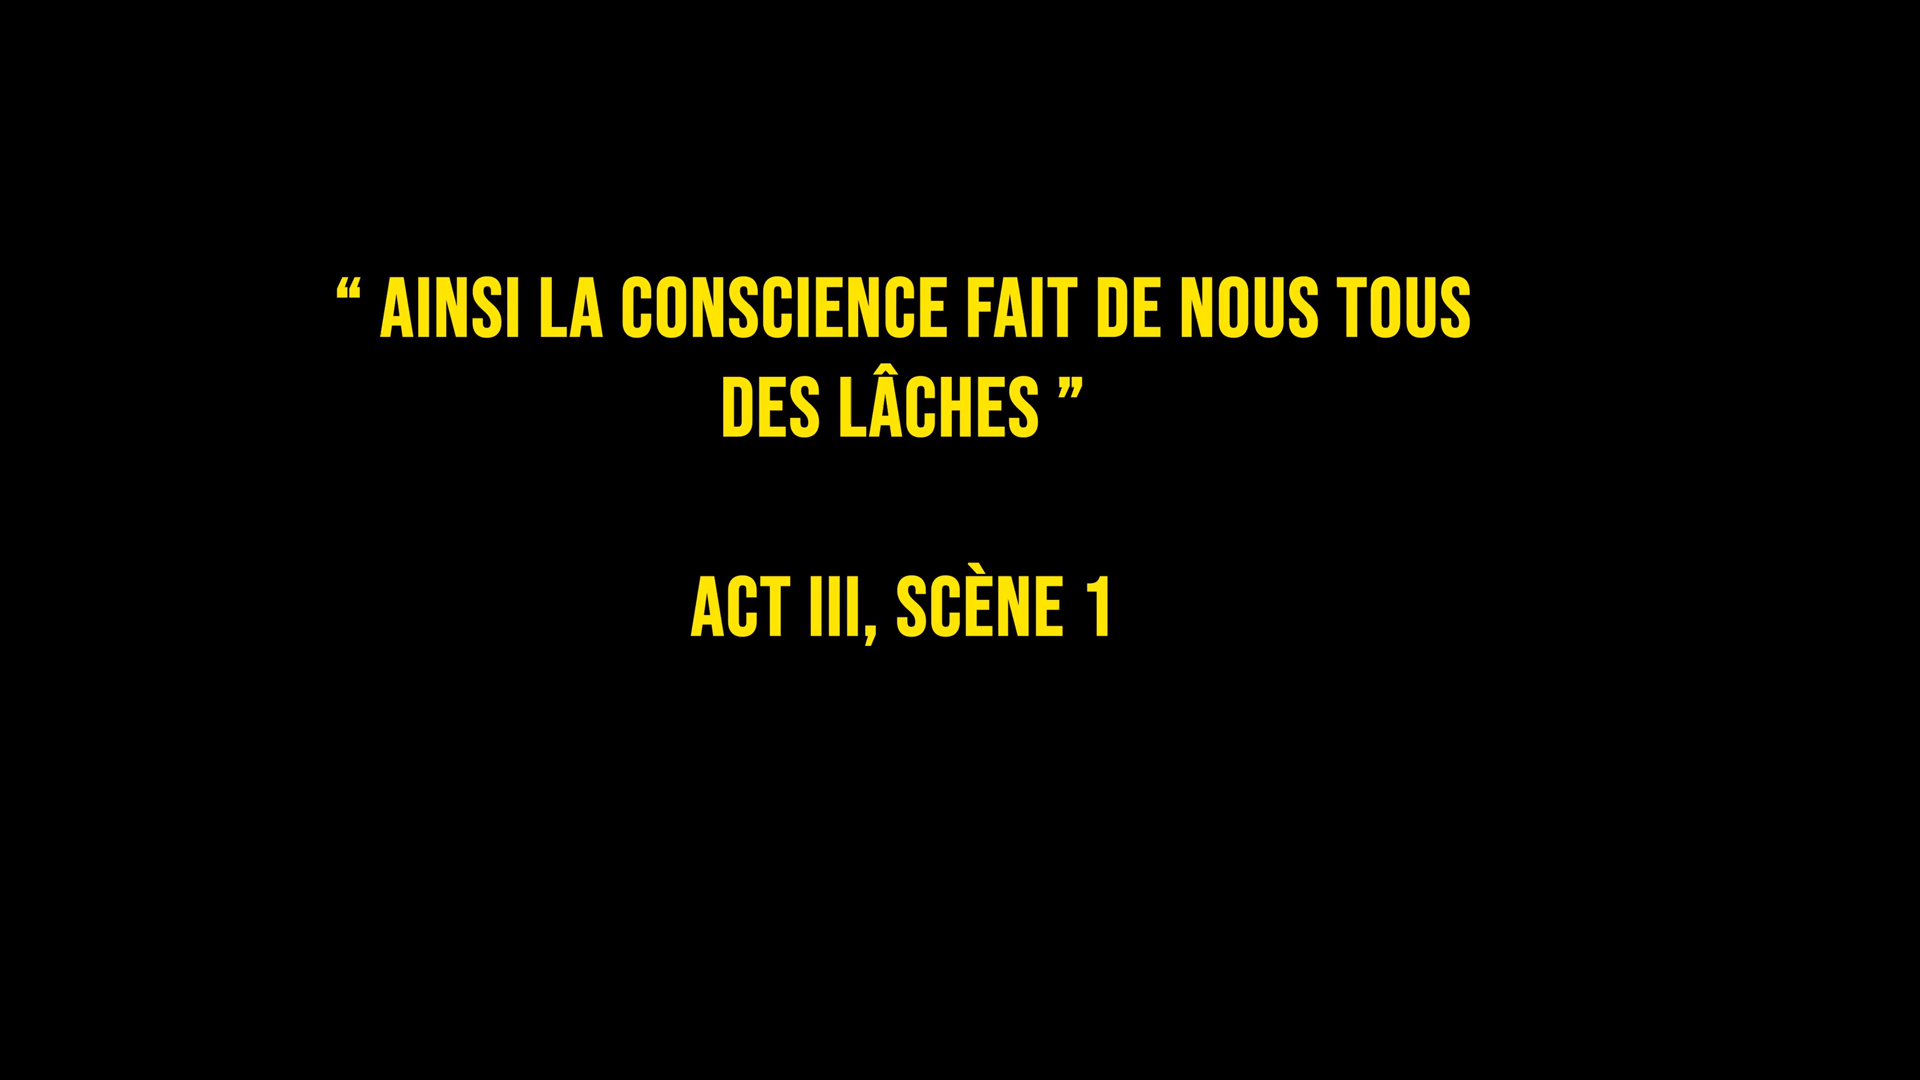 “ AINSI LA CONSCIENCE FAIT DE NOUS TOUS
DES LÂCHES ”
ACT III, SCÈNE 1